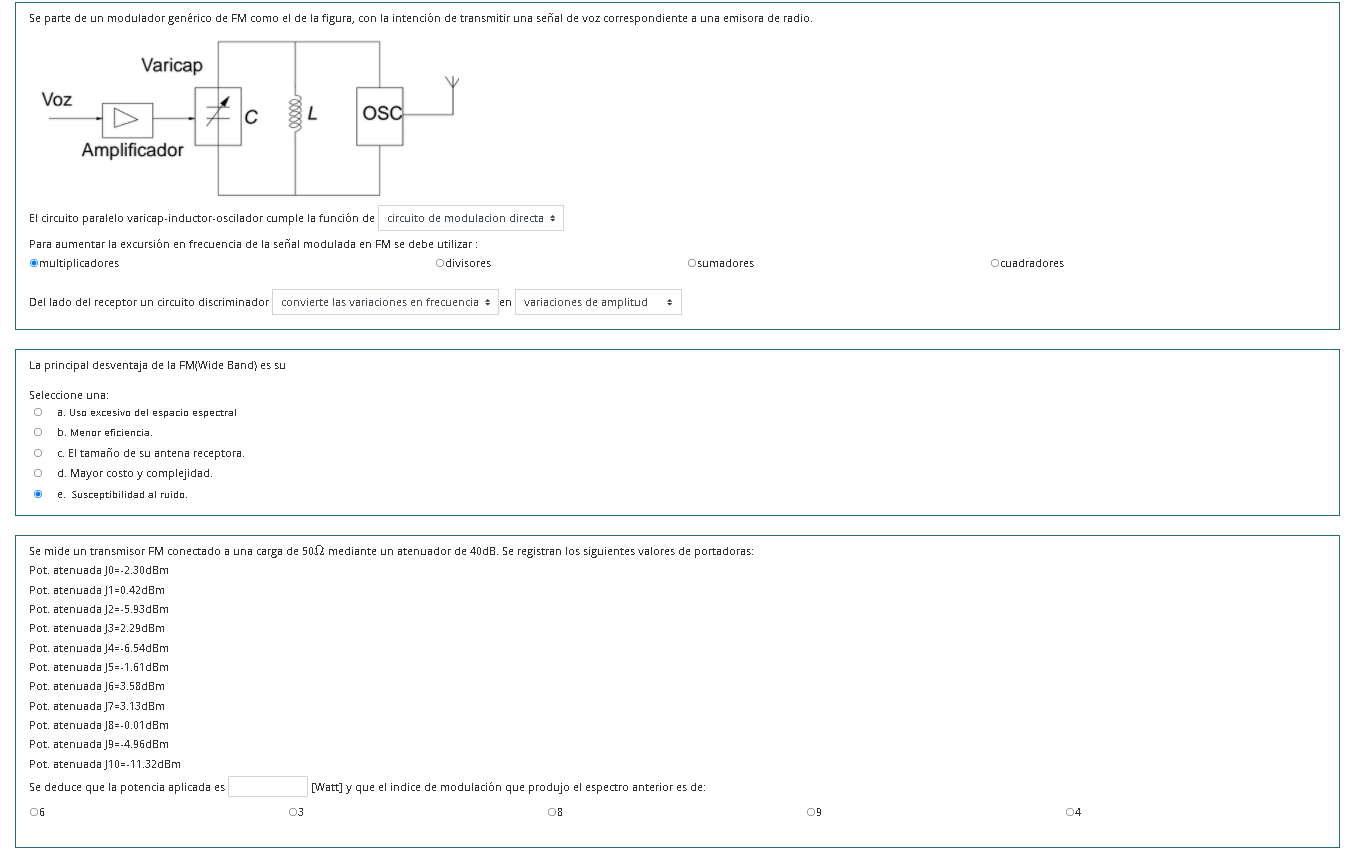 Se parte de un modulador genérico de FM como el de la figura, con la intención de transmitir una señal de voz correspondiente a una emisora de radio.
Varicap
Voz
C
L
OSC
Amplificador
El circuito paralelo varicap-inductor-oscilador cumple la función de circuito de modulacion directa
Para aumentar la excursión en frecuencia de la señal modulada en FM se debe utilizar :
multiplicadores divisores sumadores cuadradores
Del lado del receptor un circuito discriminador convierte las variaciones en frecuencia en variaciones de amplitud
La principal desventaja de la FM(Wide Band) es su
Seleccione una:
a. Uso excesivo del espacio espectral
b. Menor eficiencia.
c. El tamaño de su antena receptora.
d. Mayor costo y complejidad.
e. Susceptibilidad al ruido.
Se mide un transmisor FM conectado a una carga de 50Ω mediante un atenuador de 40dB. Se registran los siguientes valores de portadoras:
Pot. atenuada J0=-2.30dBm
Pot. atenuada J1=0.42dBm
Pot. atenuada J2=-5.93dBm
Pot. atenuada J3=2.29dBm
Pot. atenuada J4=-6.54dBm
Pot. atenuada J5=-1.61dBm
Pot. atenuada J6=3.58dBm
Pot. atenuada J7=3.13dBm
Pot. atenuada J8=-0.01dBm
Pot. atenuada J9=-4.96dBm
Pot. atenuada J10=-11.32dBm
Se deduce que la potencia aplicada es [Watt] y que el indice de modulación que produjo el espectro anterior es de:
6 3 8 9 4